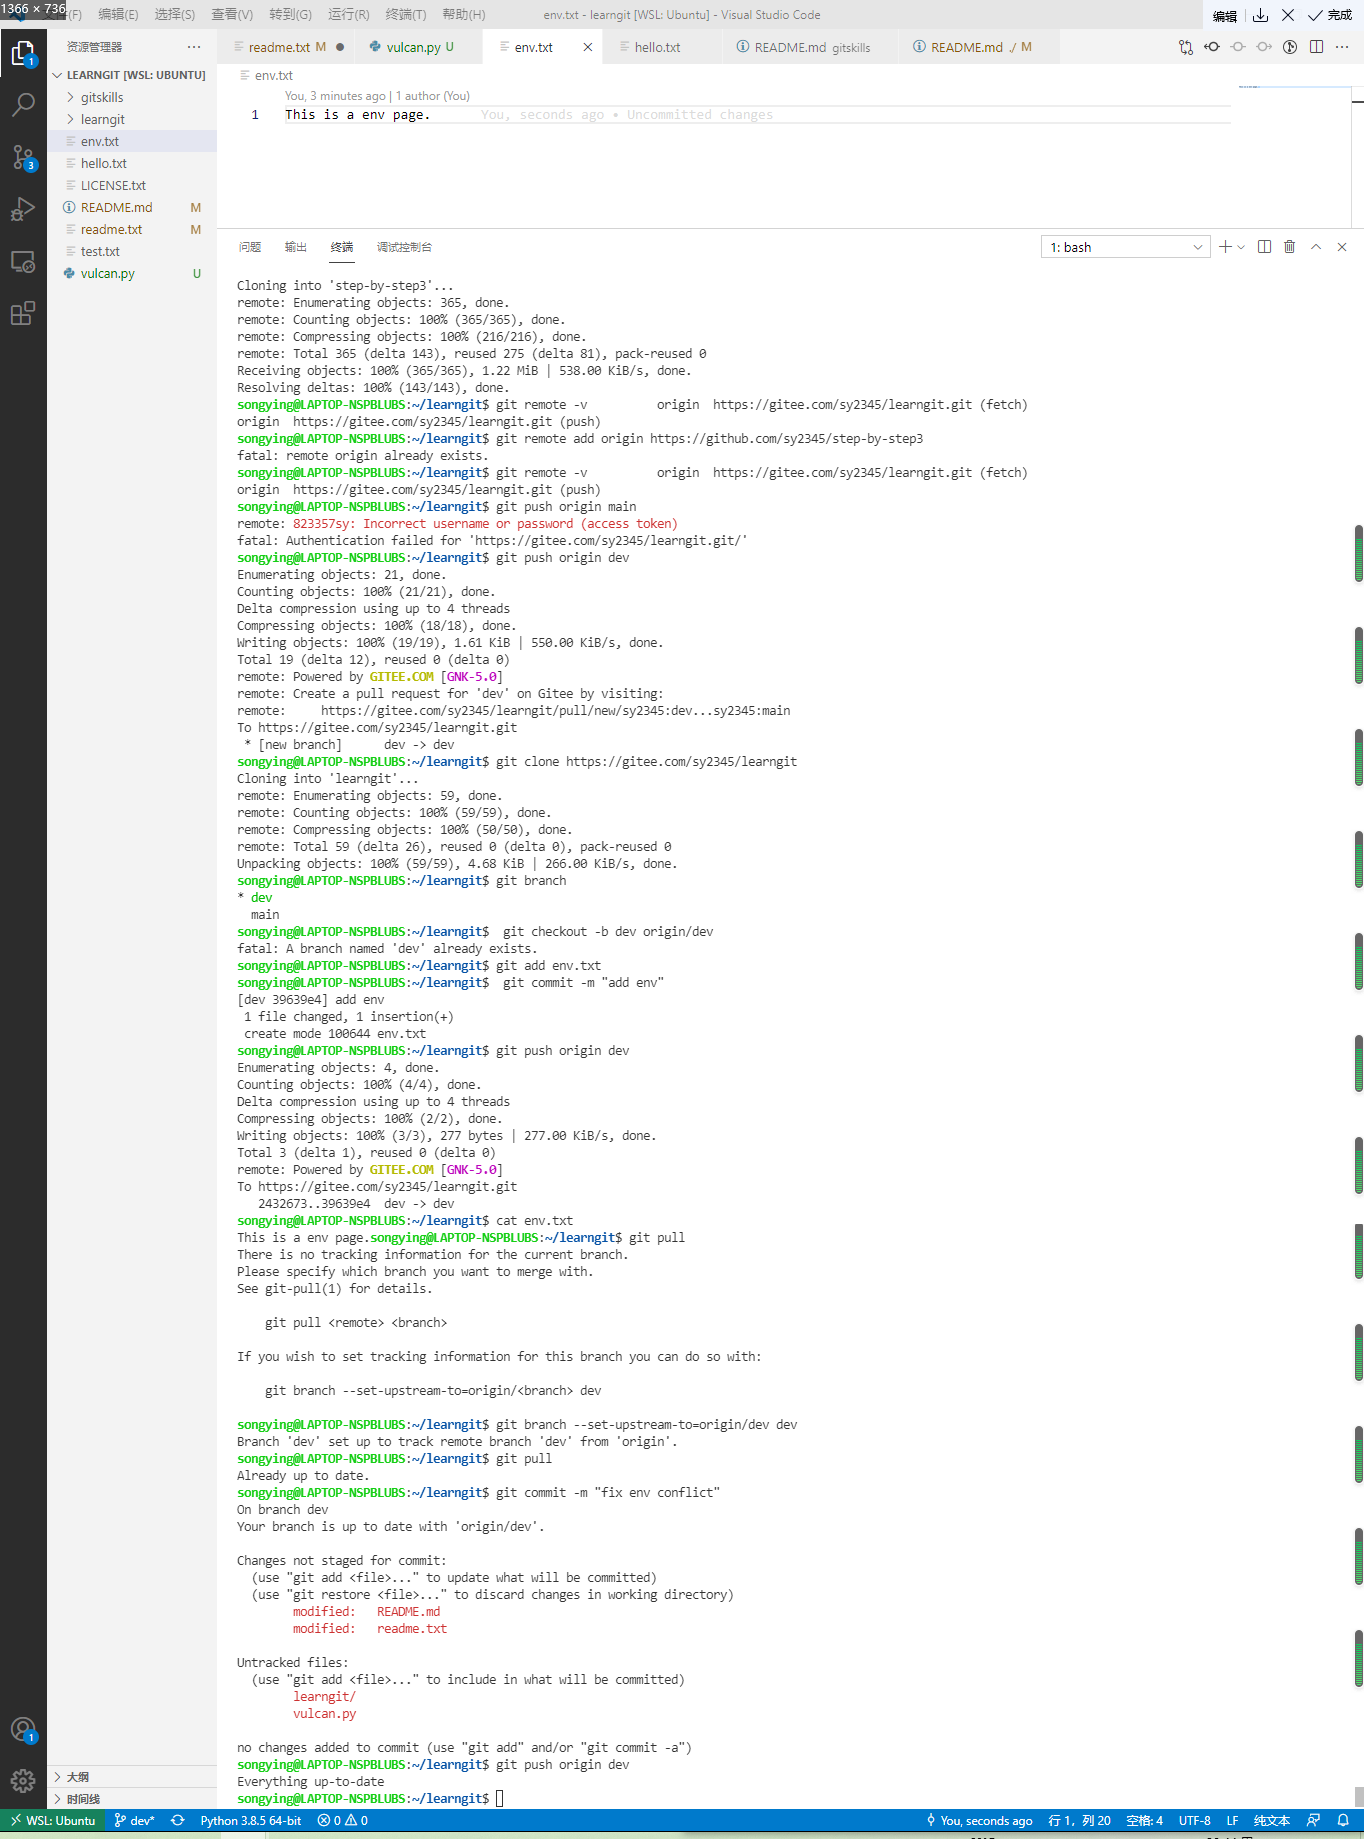 1366 × 736
(F) 编辑(E) 选择(S) 查看(V) 转到(G) 运行(R) 终端(T) 帮助(H) env.txt - learngit [WSL: Ubuntu] - Visual Studio Code
编辑 完成
资源管理器 ···
readme.txt M ● vulcan.py U env.txt × hello.txt README.md gitskills README.md ./ M
LEARNGIT [WSL: UBUNTU]
gitskills
learngit
env.txt
hello.txt
LICENSE.txt
README.md M
readme.txt M
test.txt
vulcan.py U
1
3
env.txt
You, 3 minutes ago | 1 author (You)
1 This is a env page. You, seconds ago • Uncommitted changes
问题 输出 终端 调试控制台 1: bash
Cloning into 'step-by-step3'...
remote: Enumerating objects: 365, done.
remote: Counting objects: 100% (365/365), done.
remote: Compressing objects: 100% (216/216), done.
remote: Total 365 (delta 143), reused 275 (delta 81), pack-reused 0
Receiving objects: 100% (365/365), 1.22 MiB | 538.00 KiB/s, done.
Resolving deltas: 100% (143/143), done.
songying@LAPTOP-NSPBLUBS:~/learngit$ git remote -v origin https://gitee.com/sy2345/learngit.git (fetch)
origin https://gitee.com/sy2345/learngit.git (push)
songying@LAPTOP-NSPBLUBS:~/learngit$ git remote add origin https://github.com/sy2345/step-by-step3
fatal: remote origin already exists.
songying@LAPTOP-NSPBLUBS:~/learngit$ git remote -v origin https://gitee.com/sy2345/learngit.git (fetch)
origin https://gitee.com/sy2345/learngit.git (push)
songying@LAPTOP-NSPBLUBS:~/learngit$ git push origin main
remote: 823357sy: Incorrect username or password (access token)
fatal: Authentication failed for 'https://gitee.com/sy2345/learngit.git/'
songying@LAPTOP-NSPBLUBS:~/learngit$ git push origin dev
Enumerating objects: 21, done.
Counting objects: 100% (21/21), done.
Delta compression using up to 4 threads
Compressing objects: 100% (18/18), done.
Writing objects: 100% (19/19), 1.61 KiB | 550.00 KiB/s, done.
Total 19 (delta 12), reused 0 (delta 0)
remote: Powered by GITEE.COM [GNK-5.0]
remote: Create a pull request for 'dev' on Gitee by visiting:
remote: https://gitee.com/sy2345/learngit/pull/new/sy2345:dev...sy2345:main
To https://gitee.com/sy2345/learngit.git
* [new branch] dev -> dev
songying@LAPTOP-NSPBLUBS:~/learngit$ git clone https://gitee.com/sy2345/learngit
Cloning into 'learngit'...
remote: Enumerating objects: 59, done.
remote: Counting objects: 100% (59/59), done.
remote: Compressing objects: 100% (50/50), done.
remote: Total 59 (delta 26), reused 0 (delta 0), pack-reused 0
Unpacking objects: 100% (59/59), 4.68 KiB | 266.00 KiB/s, done.
songying@LAPTOP-NSPBLUBS:~/learngit$ git branch
* dev
main
songying@LAPTOP-NSPBLUBS:~/learngit$ git checkout -b dev origin/dev
fatal: A branch named 'dev' already exists.
songying@LAPTOP-NSPBLUBS:~/learngit$ git add env.txt
songying@LAPTOP-NSPBLUBS:~/learngit$ git commit -m "add env"
[dev 39639e4] add env
1 file changed, 1 insertion(+)
create mode 100644 env.txt
songying@LAPTOP-NSPBLUBS:~/learngit$ git push origin dev
Enumerating objects: 4, done.
Counting objects: 100% (4/4), done.
Delta compression using up to 4 threads
Compressing objects: 100% (2/2), done.
Writing objects: 100% (3/3), 277 bytes | 277.00 KiB/s, done.
Total 3 (delta 1), reused 0 (delta 0)
remote: Powered by GITEE.COM [GNK-5.0]
To https://gitee.com/sy2345/learngit.git
2432673..39639e4 dev -> dev
songying@LAPTOP-NSPBLUBS:~/learngit$ cat env.txt
This is a env page.songying@LAPTOP-NSPBLUBS:~/learngit$ git pull
There is no tracking information for the current branch.
Please specify which branch you want to merge with.
See git-pull(1) for details.
git pull <remote> <branch>
If you wish to set tracking information for this branch you can do so with:
git branch --set-upstream-to=origin/<branch> dev
songying@LAPTOP-NSPBLUBS:~/learngit$ git branch --set-upstream-to=origin/dev dev
Branch 'dev' set up to track remote branch 'dev' from 'origin'.
songying@LAPTOP-NSPBLUBS:~/learngit$ git pull
Already up to date.
songying@LAPTOP-NSPBLUBS:~/learngit$ git commit -m "fix env conflict"
On branch dev
Your branch is up to date with 'origin/dev'.
Changes not staged for commit:
(use "git add <file>..." to update what will be committed)
(use "git restore <file>..." to discard changes in working directory)
modified: README.md
modified: readme.txt
Untracked files:
(use "git add <file>..." to include in what will be committed)
learngit/
vulcan.py
no changes added to commit (use "git add" and/or "git commit -a")
songying@LAPTOP-NSPBLUBS:~/learngit$ git push origin dev
Everything up-to-date
songying@LAPTOP-NSPBLUBS:~/learngit$
1
大纲
时间线
WSL: Ubuntu dev* Python 3.8.5 64-bit 0 0 You, seconds ago 行 1，列 20 空格: 4 UTF-8 LF 纯文本